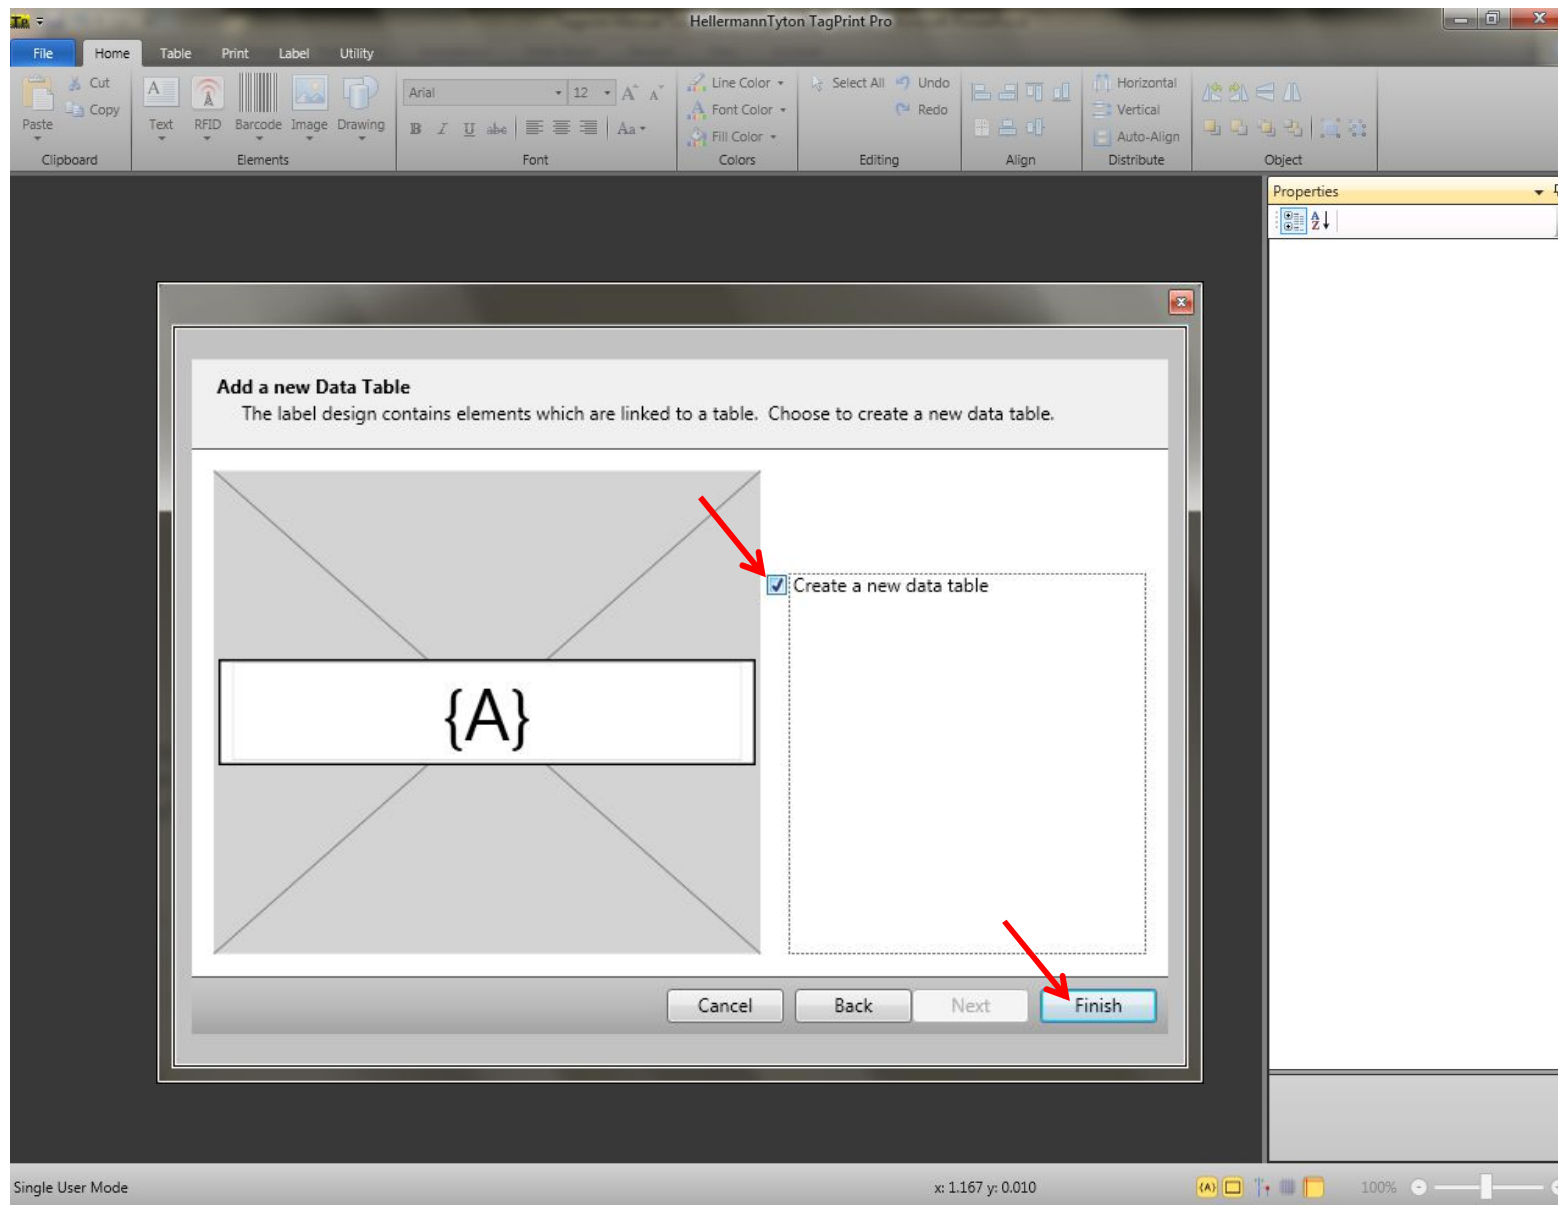 HellermannTyton TagPrint Pro
File Home Table Print Label Utility
Paste
Cut
Copy
Clipboard
A
Text RFID Barcode Image Drawing
Elements
Arial 12 A A
B I U abc Aa
Font
Line Color
Font Color
Fill Color
Colors
Select All Undo
Redo
Editing
Align
Horizontal
Vertical
Auto-Align
Distribute
Object
Properties
A
Z
Add a new Data Table
The label design contains elements which are linked to a table. Choose to create a new data table.
Create a new data table
{A}
Cancel Back Next Finish
Single User Mode x: 1.167 y: 0.010 {A} 100%